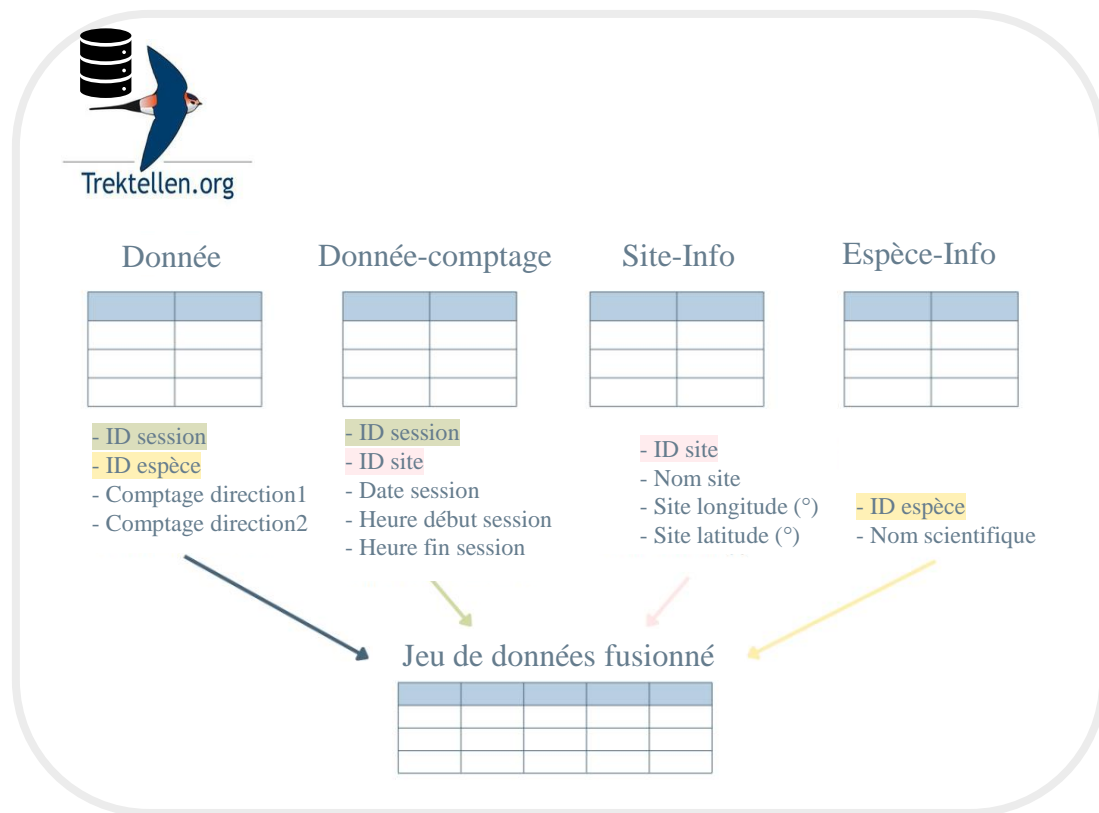 Trektellen.org
Donnée
- ID session
- ID espèce
- Comptage direction1
- Comptage direction2
Donnée-comptage
- ID session
- ID site
- Date session
- Heure début session
- Heure fin session
Site-Info
- ID site
- Nom site
- Site longitude (°)
- Site latitude (°)
Espèce-Info
- ID espèce
- Nom scientifique
Jeu de données fusionné